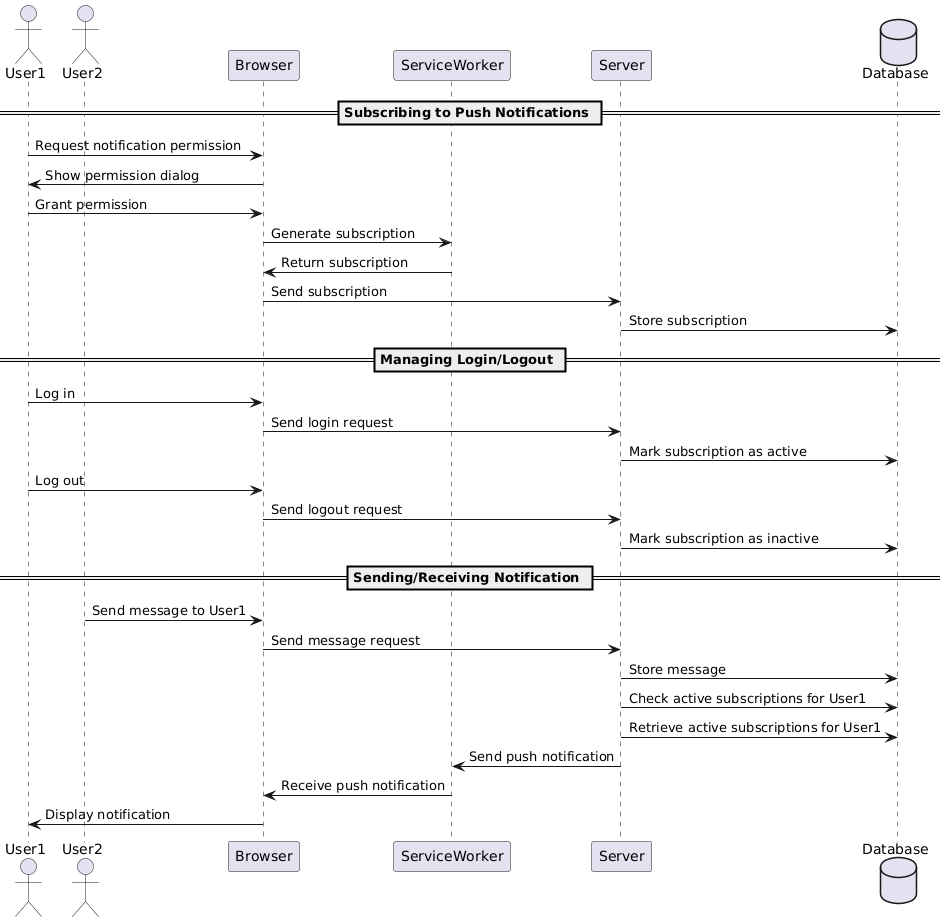 User1
User2
Browser
ServiceWorker
Server
Database
Subscribing to Push Notifications
Request notification permission
Show permission dialog
Grant permission
Generate subscription
Return subscription
Send subscription
Store subscription
Managing Login/Logout
Log in
Send login request
Mark subscription as active
Log out
Send logout request
Mark subscription as inactive
Sending/Receiving Notification
Send message to User1
Send message request
Store message
Check active subscriptions for User1
Retrieve active subscriptions for User1
Send push notification
Receive push notification
Display notification
User1
User2
Browser
ServiceWorker
Server
Database